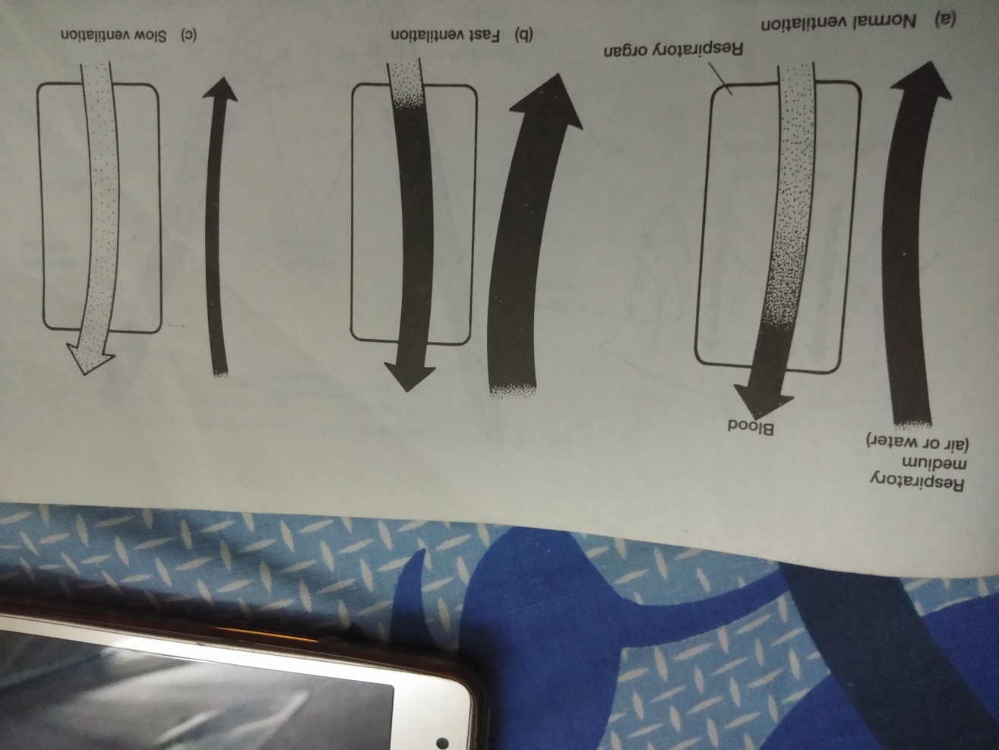 Respiratory
medium
(air or water)
Blood
Respiratory organ
(a) Normal ventilation
(b) Fast ventilation
(c) Slow ventilation